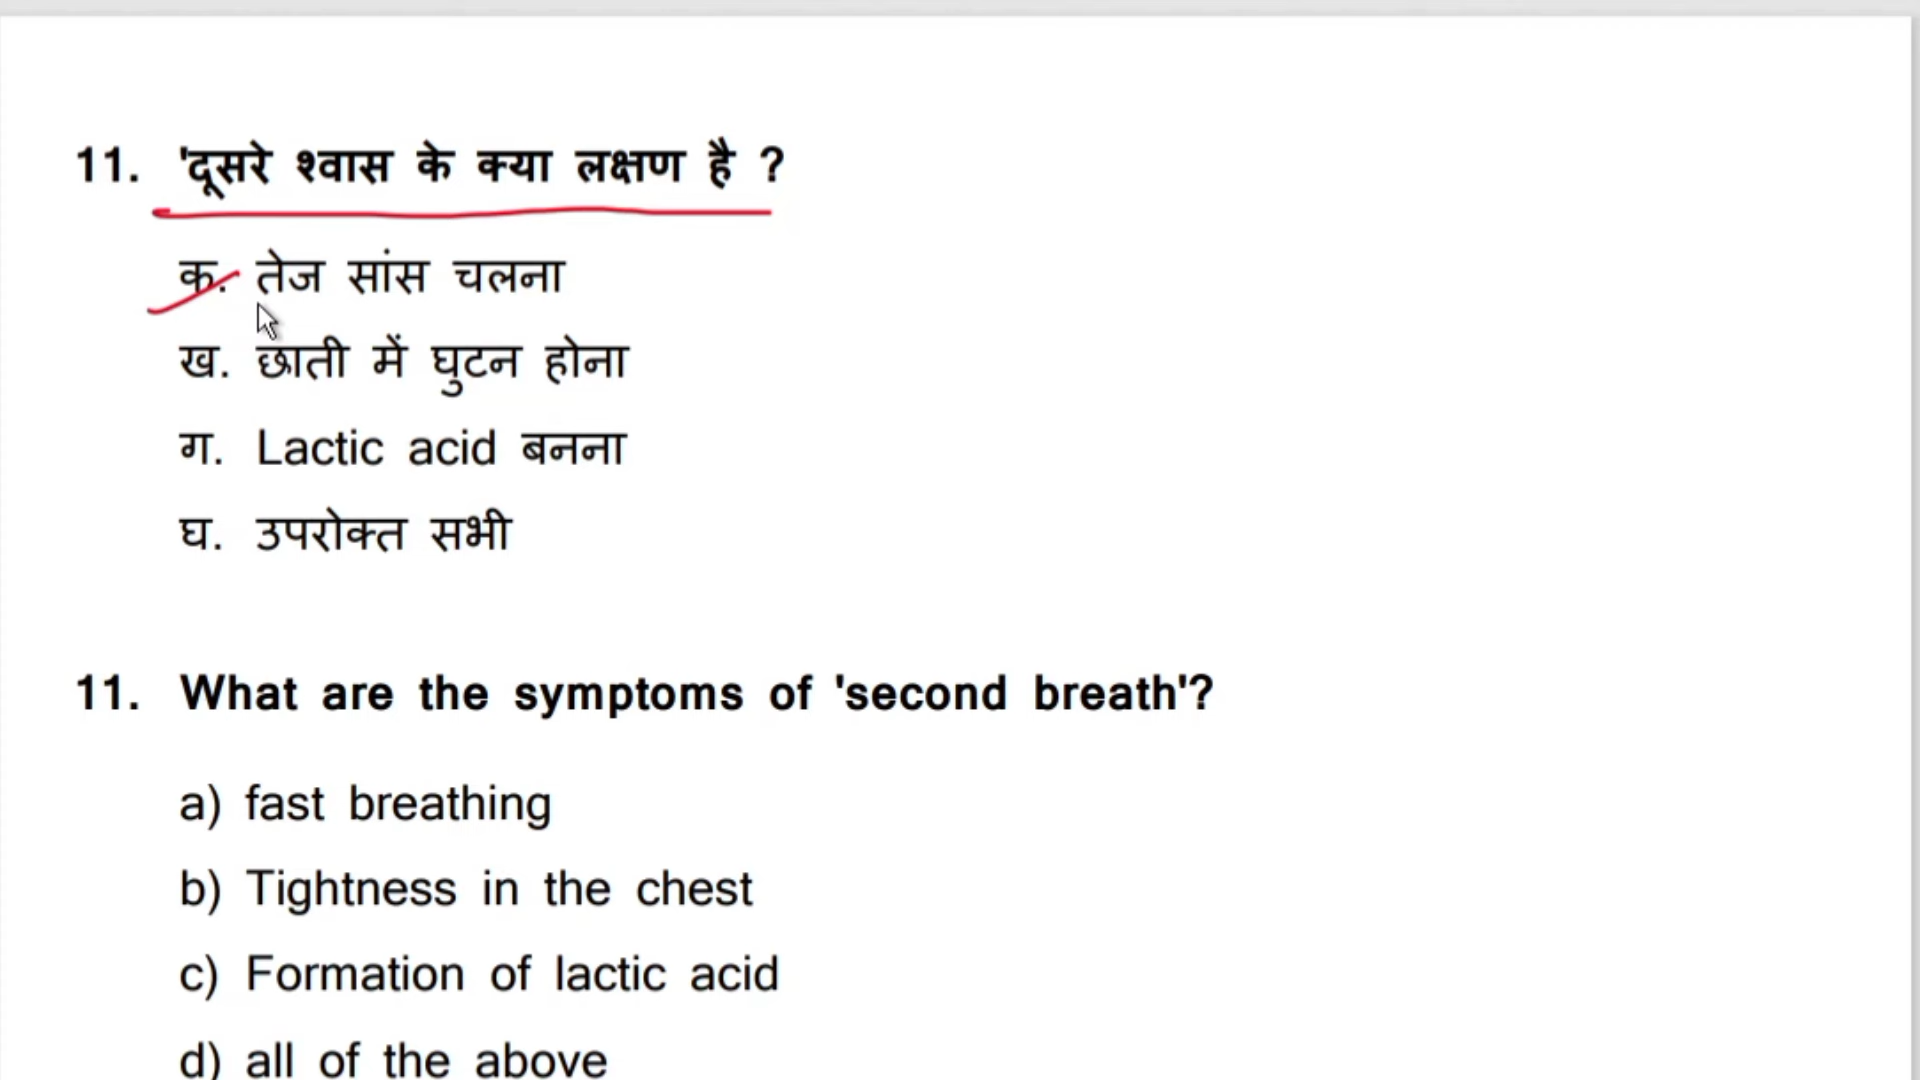 11. 'दूसरे श्वास के क्या लक्षण है ?
क. तेज सांस चलना
ख. छाती में घुटन होना
ग. Lactic acid बनना
घ. उपरोक्त सभी
11. What are the symptoms of 'second breath'?
a) fast breathing
b) Tightness in the chest
c) Formation of lactic acid
d) all of the above